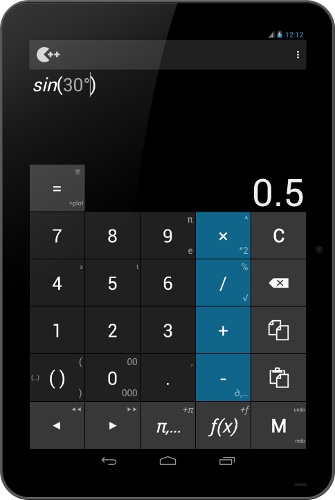 12:12
++
sin(30°)
0.5
= +plot
7 8 9 π e × ^ ^2 C
4 x 5 t 6 / % √
1 2 3 +
(...) ( ) ( ) 0 00 000 . , - ∂,...
◄ ◄◄ ► ►► π,... +π f(x) +f M undo redo